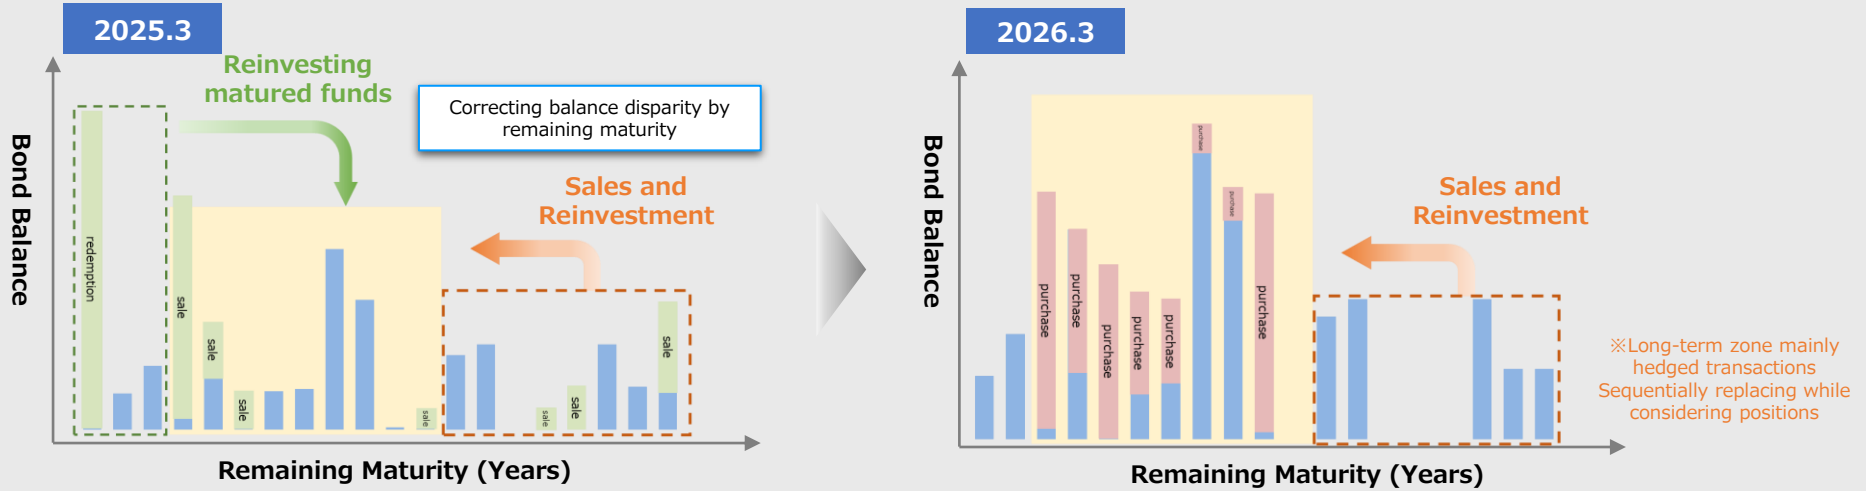 2025.3
Reinvesting
matured funds
Correcting balance disparity by
remaining maturity
Sales and
Reinvestment
Bond Balance
redemption
sale
sale
sale
sale
sale
sale
sale
Remaining Maturity (Years)
2026.3
Bond Balance
purchase
purchase
purchase
purchase
purchase
purchase
purchase
purchase
Sales and
Reinvestment
※Long-term zone mainly
hedged transactions
Sequentially replacing while
considering positions
Remaining Maturity (Years)